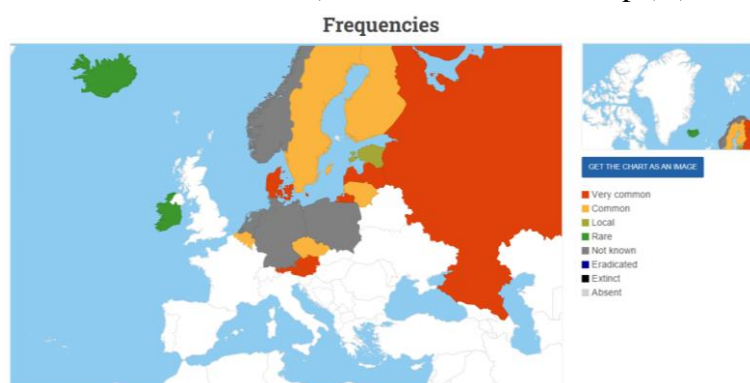 Frequencies
GET THE CHART AS AN IMAGE
Very common
Common
Local
Rare
Not known
Eradicated
Extinct
Absent